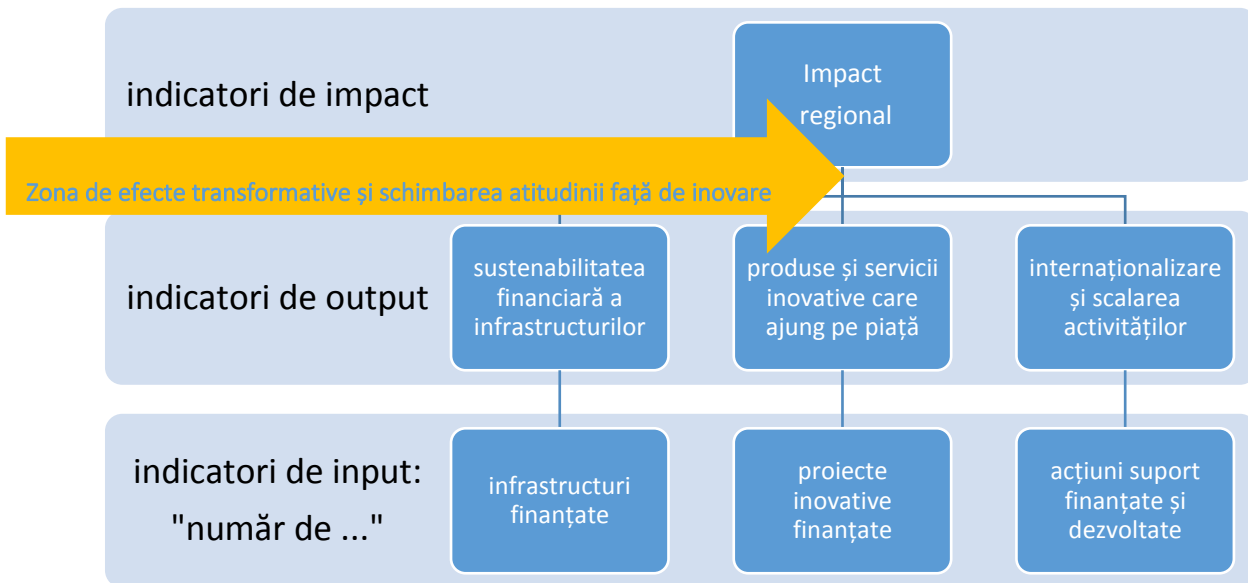 indicatori de impact
Impact
regional
Zona de efecte transformative și schimbarea atitudinii față de inovare
indicatori de output
sustenabilitatea
financiară a
infrastructurilor
produse și servicii
inovative care
ajung pe piață
internaționalizare
și scalarea
activităților
indicatori de input:
"număr de ..."
infrastructuri
finanțate
proiecte
inovative
finanțate
acțiuni suport
finanțate și
dezvoltate